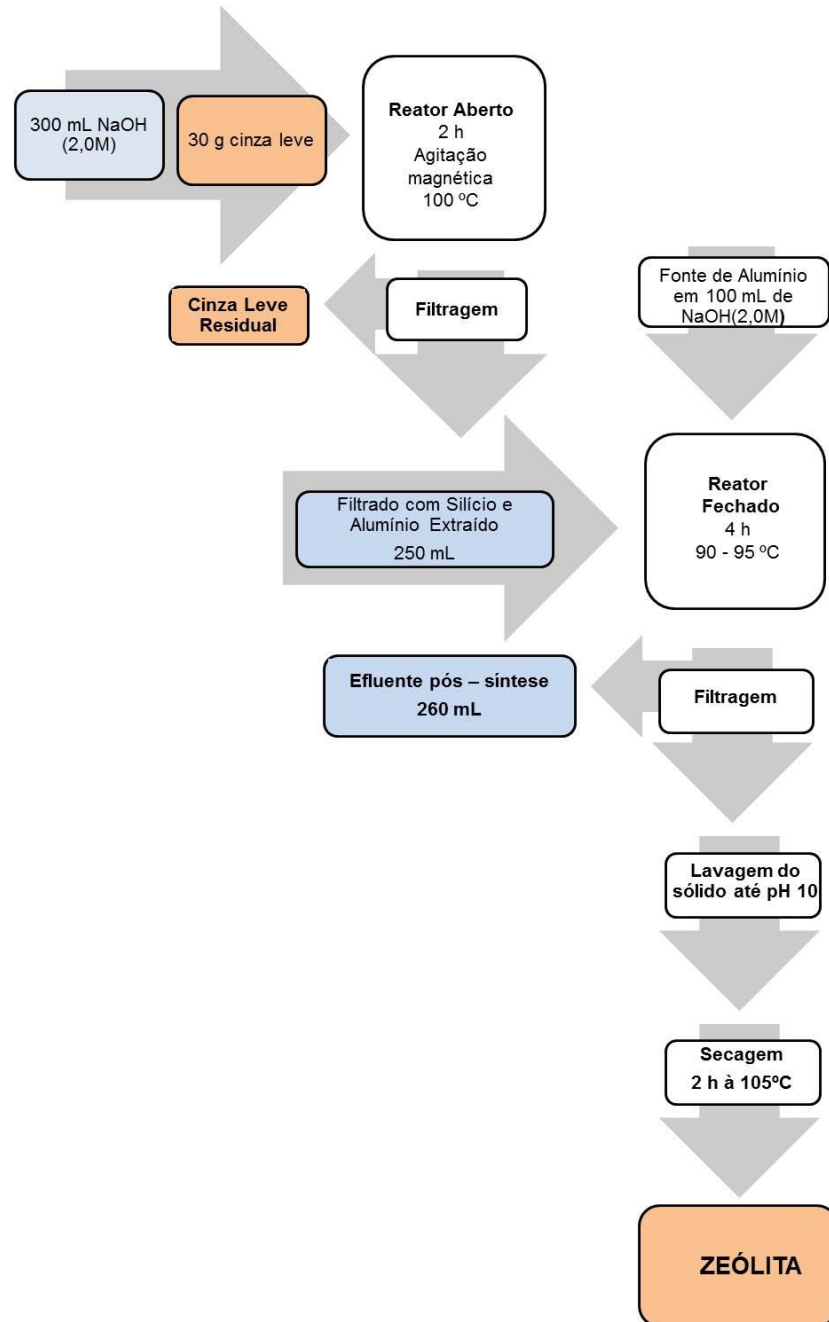 300 mL NaOH
(2,0M)
30 g cinza leve
Reator Aberto
2 h
Agitação
magnética
100 ºC
Cinza Leve
Residual
Filtragem
Fonte de Alumínio
em 100 mL de
NaOH(2,0M)
Filtrado com Silício e
Alumínio Extraído
250 mL
Reator
Fechado
4 h
90 - 95 ºC
Efluente pós – síntese
260 mL
Filtragem
Lavagem do
sólido até pH 10
Secagem
2 h à 105ºC
ZEÓLITA